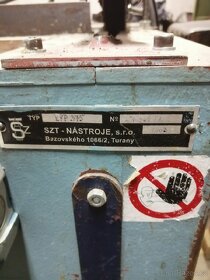 TYP
Nº
SZT - NÁSTROJE, s.r.o.
Bazovského 1066/2, Turany